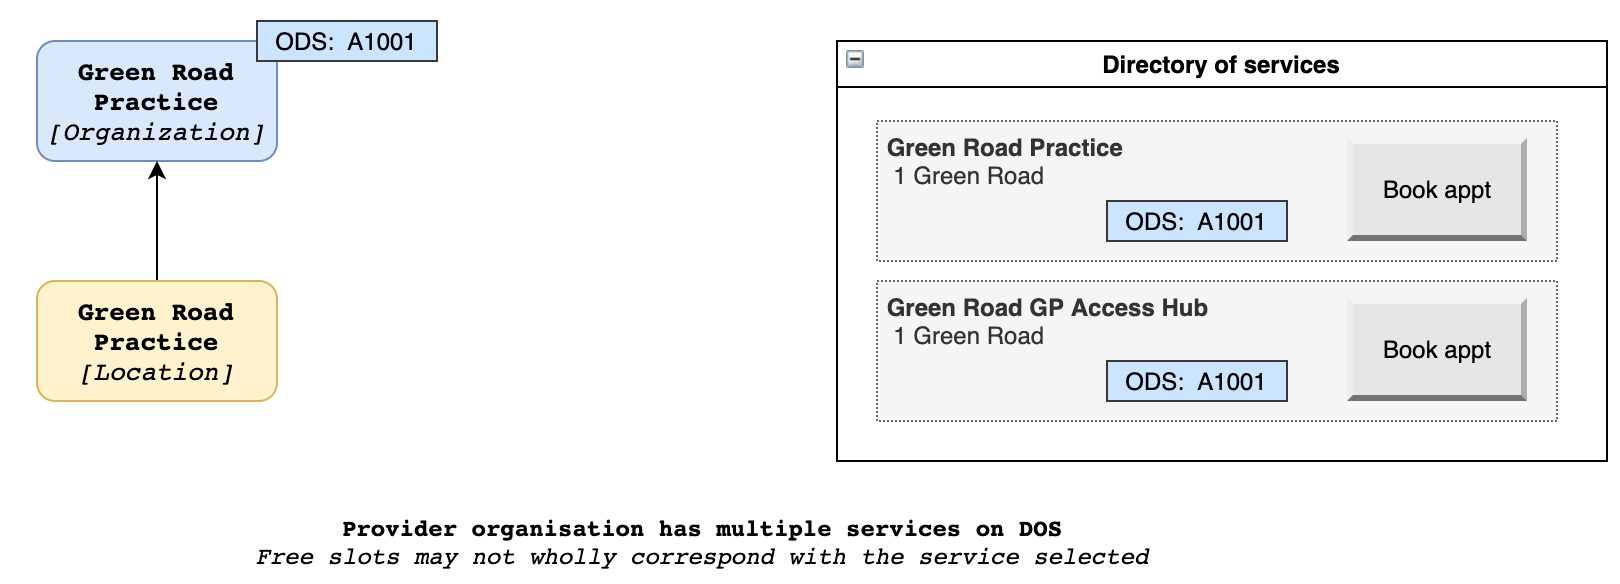 ODS: A1001
Green Road
Practice
[Organization]
Green Road
Practice
[Location]
Directory of services
Green Road Practice
1 Green Road
ODS: A1001
Book appt
Green Road GP Access Hub
1 Green Road
ODS: A1001
Book appt
Provider organisation has multiple services on DOS
Free slots may not wholly correspond with the service selected